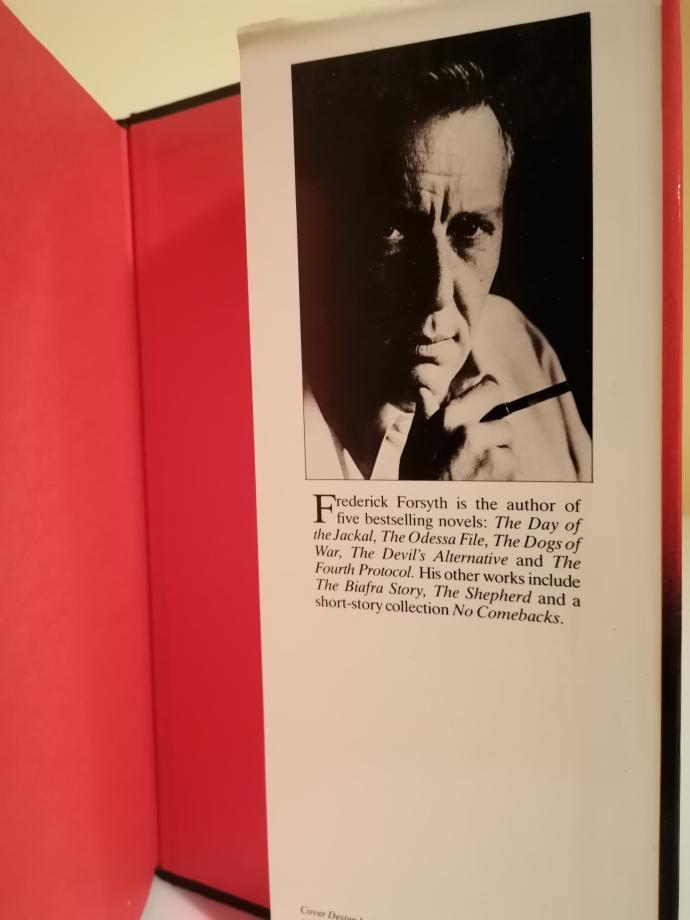 Frederick Forsyth is the author of
five bestselling novels: The Day of
the Jackal, The Odessa File, The Dogs of
War, The Devil's Alternative and The
Fourth Protocol. His other works include
The Biafra Story, The Shepherd and a
short-story collection No Comebacks.
Cover Design